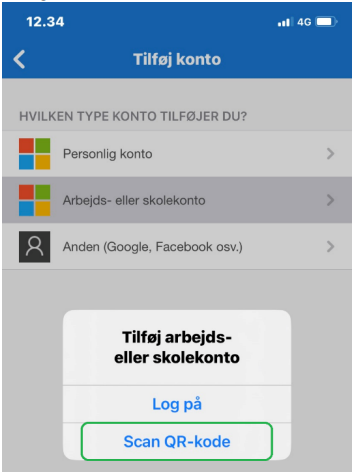 12.34
4G
Tilføj konto
HVILKEN TYPE KONTO TILFØJER DU?
Personlig konto
Arbejds- eller skolekonto
Anden (Google, Facebook osv.)
Tilføj arbejds-
eller skolekonto
Log på
Scan QR-kode